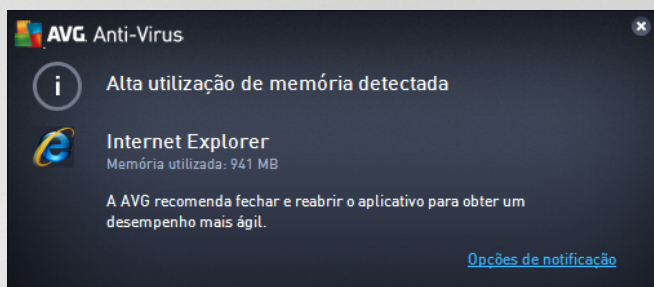 AVG. Anti-Virus
i
Alta utilização de memória detectada
Internet Explorer
Memória utilizada: 941 MB
A AVG recomenda fechar e reabrir o aplicativo para obter um
desempenho mais ágil.
Opções de notificação